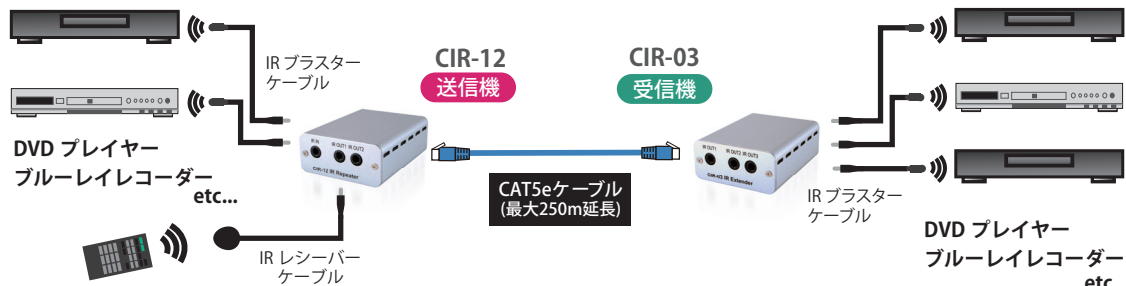 IR ブラスター
ケーブル
CIR-12
送信機
CIR-03
受信機
DVD プレイヤー
ブルーレイレコーダー
etc...
IR IN
IR OUT1
IR OUT2
CIR-12 IR Repeater
CAT5eケーブル
(最大250m延長)
IR OUT1
IR OUT2
IR OUT3
CIR-03 IR Extender
IR ブラスター
ケーブル
IR レシーバー
ケーブル
DVD プレイヤー
ブルーレイレコーダー
etc